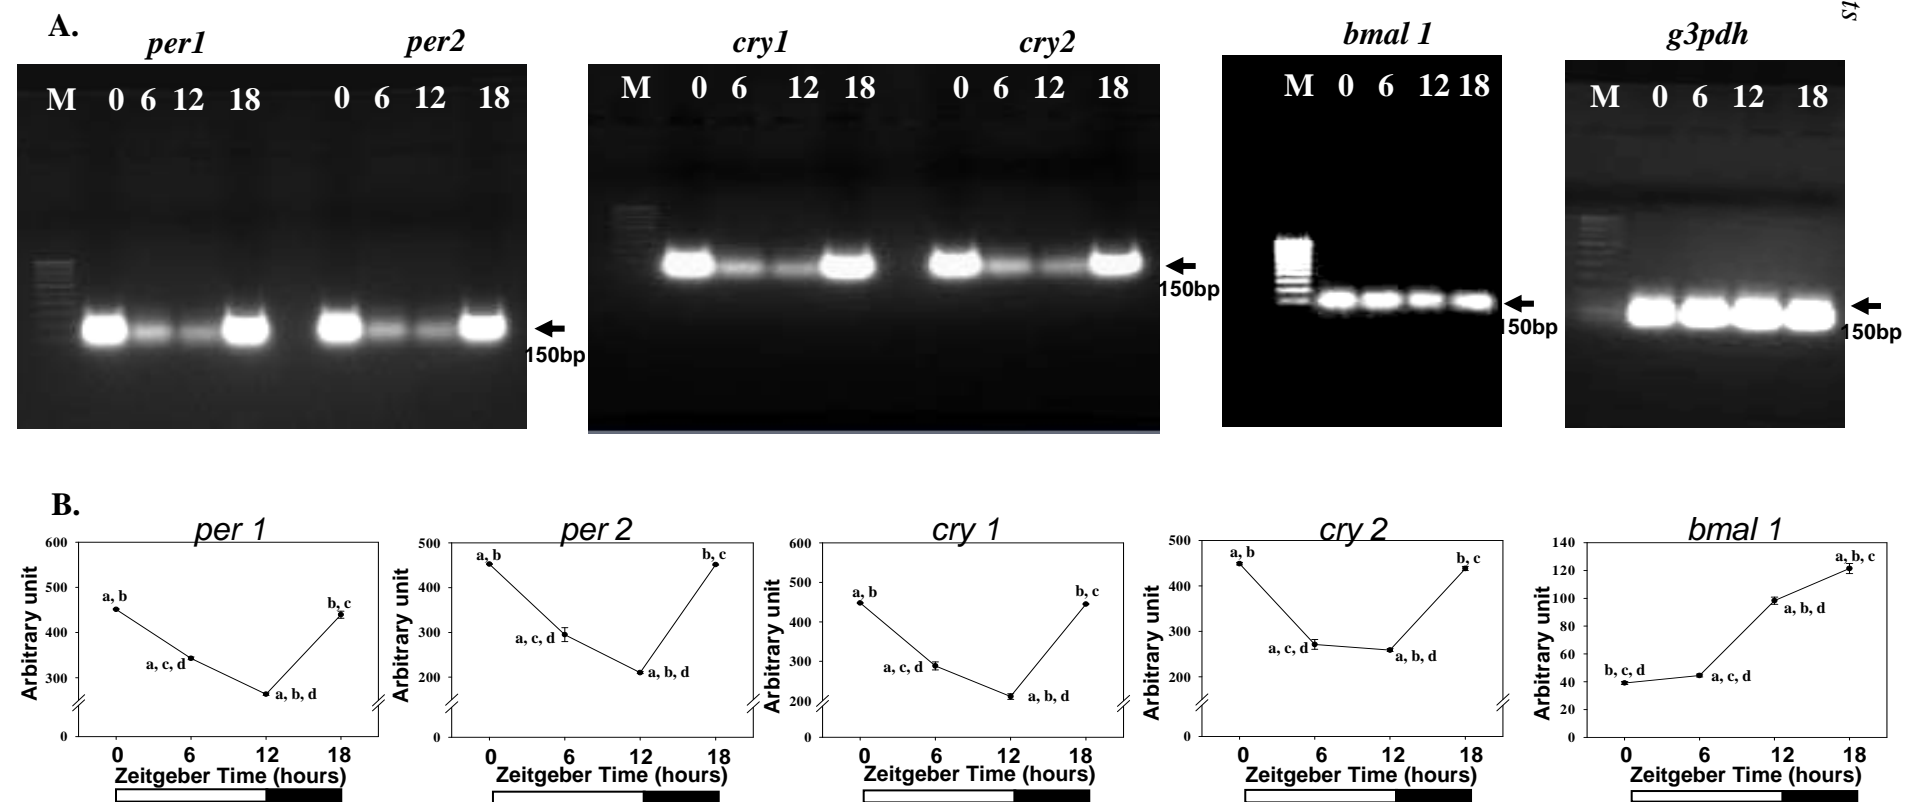 A.
per1 per2 cry1 cry2 bmal 1 g3pdh
ts
M 0 6 12 18 0 6 12 18
M 0 6 12 18 0 6 12 18
M 0 6 12 18
M 0 6 12 18
150bp
150bp
150bp
150bp
B.
per 1
Arbitrary unit
600
500
400
300
0
a, b
a, c, d
a, b, d
b, c
0 6 12 18
Zeitgeber Time (hours)
per 2
Arbitrary unit
500
400
300
200
0
a, b
a, c, d
a, b, d
b, c
0 6 12 18
Zeitgeber Time (hours)
cry 1
Arbitrary unit
600
500
400
300
200
0
a, b
a, c, d
a, b, d
b, c
0 6 12 18
Zeitgeber Time (hours)
cry 2
Arbitrary unit
500
400
300
200
0
a, b
a, c, d
a, b, d
b, c
0 6 12 18
Zeitgeber Time (hours)
bmal 1
Arbitrary unit
140
120
100
80
60
40
20
0
b, c, d
a, c, d
a, b, d
a, b, c
0 6 12 18
Zeitgeber Time (hours)